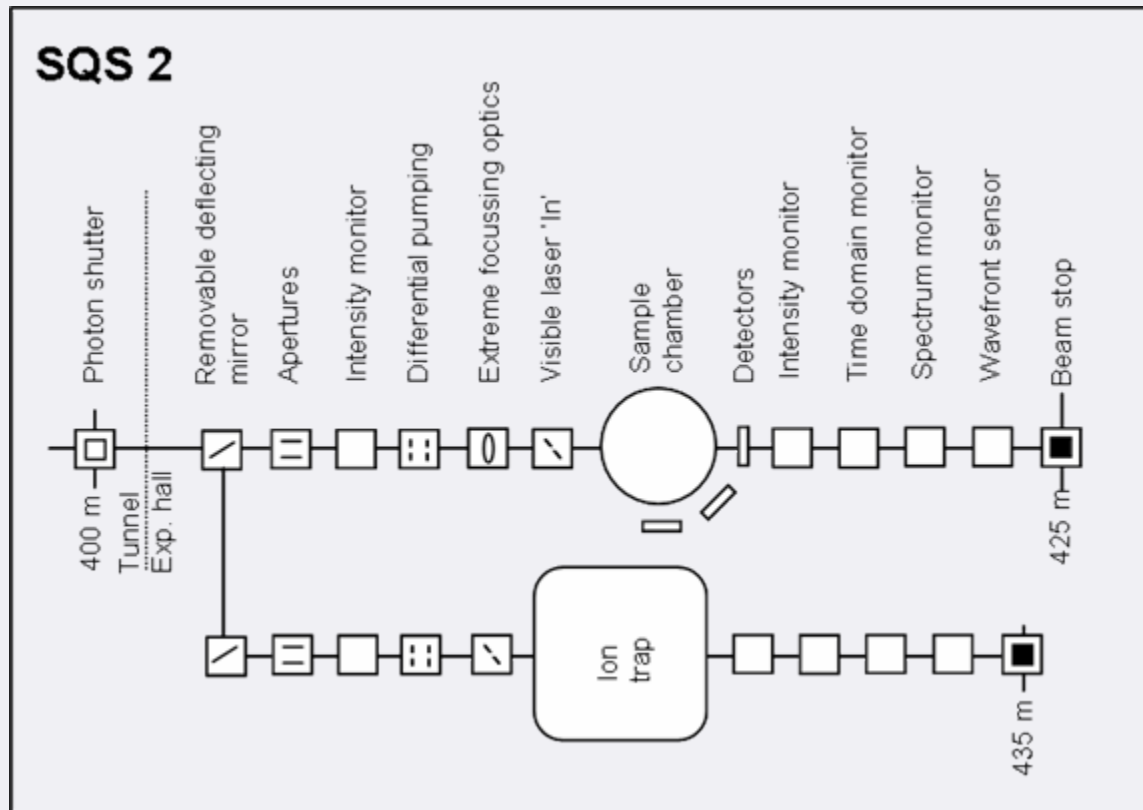 SQS 2
400 m
Photon shutter
Tunnel
Exp. hall
Removable deflecting
mirror
Apertures
Intensity monitor
Differential pumping
Extreme focussing optics
Visible laser 'In'
Sample
chamber
Detectors
Intensity monitor
Time domain monitor
Spectrum monitor
Wavefront sensor
425 m
Beam stop
Ion
trap
435 m